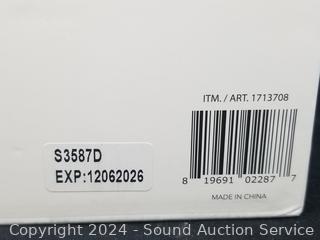 ITM. / ART. 1713708
S3587D
EXP:12062026
8 19691 02287 7
MADE IN CHINA
Copyright 2024 - Sound Auction Service